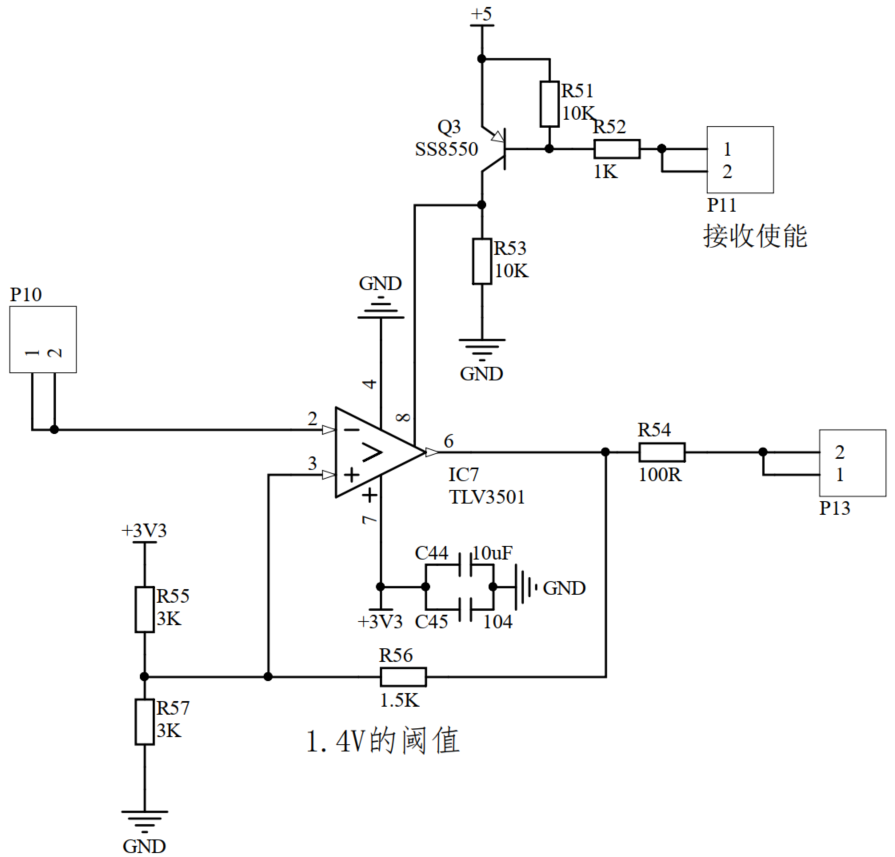 +5
R51
10K
Q3
SS8550
R52
1K
1
2
P11
接收使能
R53
10K
GND
GND
P10
1
2
4
8
2
3
6
7
IC7
TLV3501
R54
100R
2
1
P13
+3V3
C44
10uF
GND
+3V3
C45
104
R55
3K
R56
1.5K
R57
3K
1.4V的阈值
GND